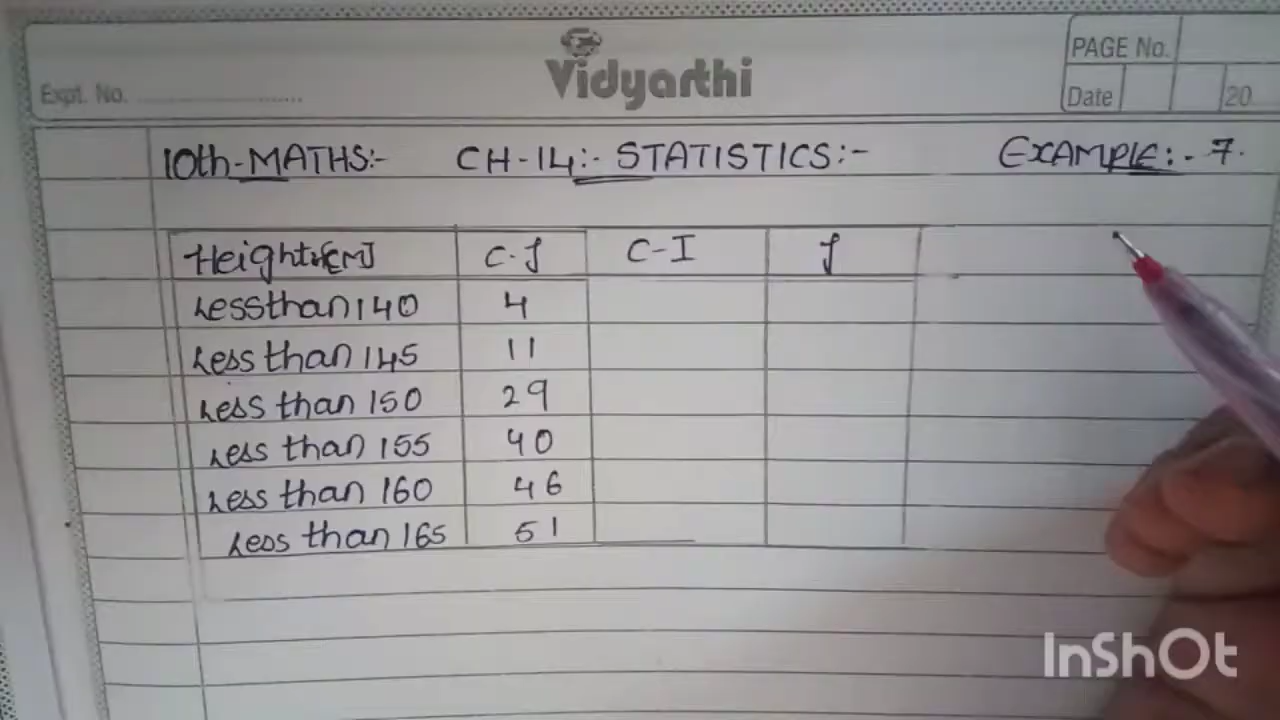 Vidyarthi
PAGE No.
Expt. No.
Date 20
10th-MATHS:- CH-14:- STATISTICS:- EXAMPLE:- 7.
C.f C-I f
Less than 140 4
Less than 145 11
Less than 150 29
Less than 155 40
Less than 160 46
Less than 165 51
InShOt